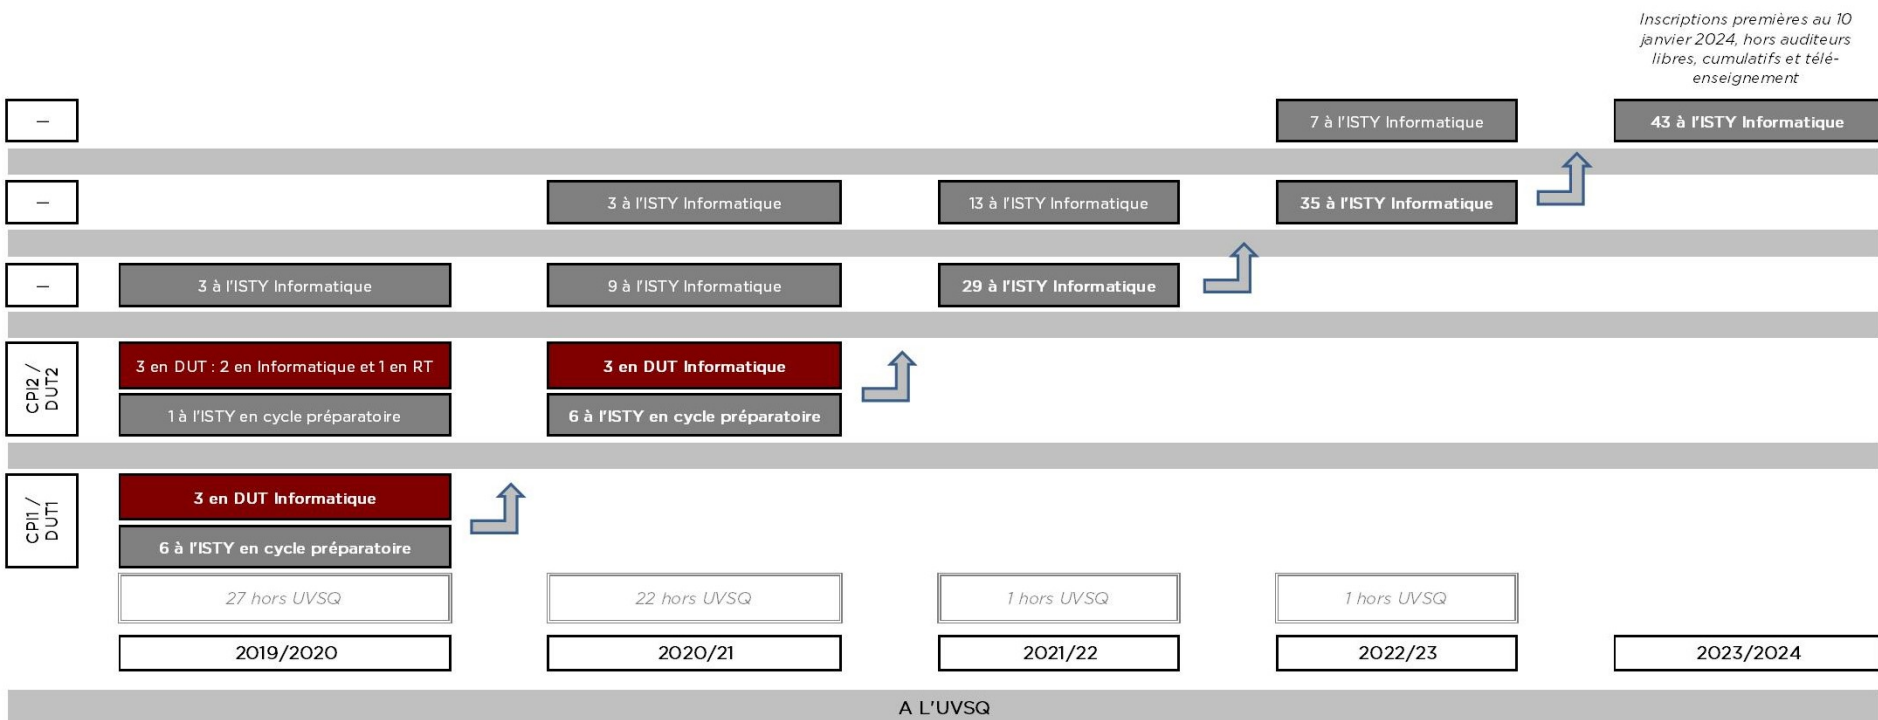 Inscriptions premières au 10
janvier 2024, hors auditeurs
libres, cumulatifs et télé-
enseignement
–
7 à l'ISTY Informatique
43 à l'ISTY Informatique
–
3 à l'ISTY Informatique
13 à l'ISTY Informatique
35 à l'ISTY Informatique
–
3 à l'ISTY Informatique
9 à l'ISTY Informatique
29 à l'ISTY Informatique
CPI2 /
DUT2
3 en DUT : 2 en Informatique et 1 en RT
3 en DUT Informatique
1 à l'ISTY en cycle préparatoire
6 à l'ISTY en cycle préparatoire
CPI1 /
DUT1
3 en DUT Informatique
6 à l'ISTY en cycle préparatoire
27 hors UVSQ
22 hors UVSQ
1 hors UVSQ
1 hors UVSQ
2019/2020
2020/21
2021/22
2022/23
2023/2024
A L'UVSQ